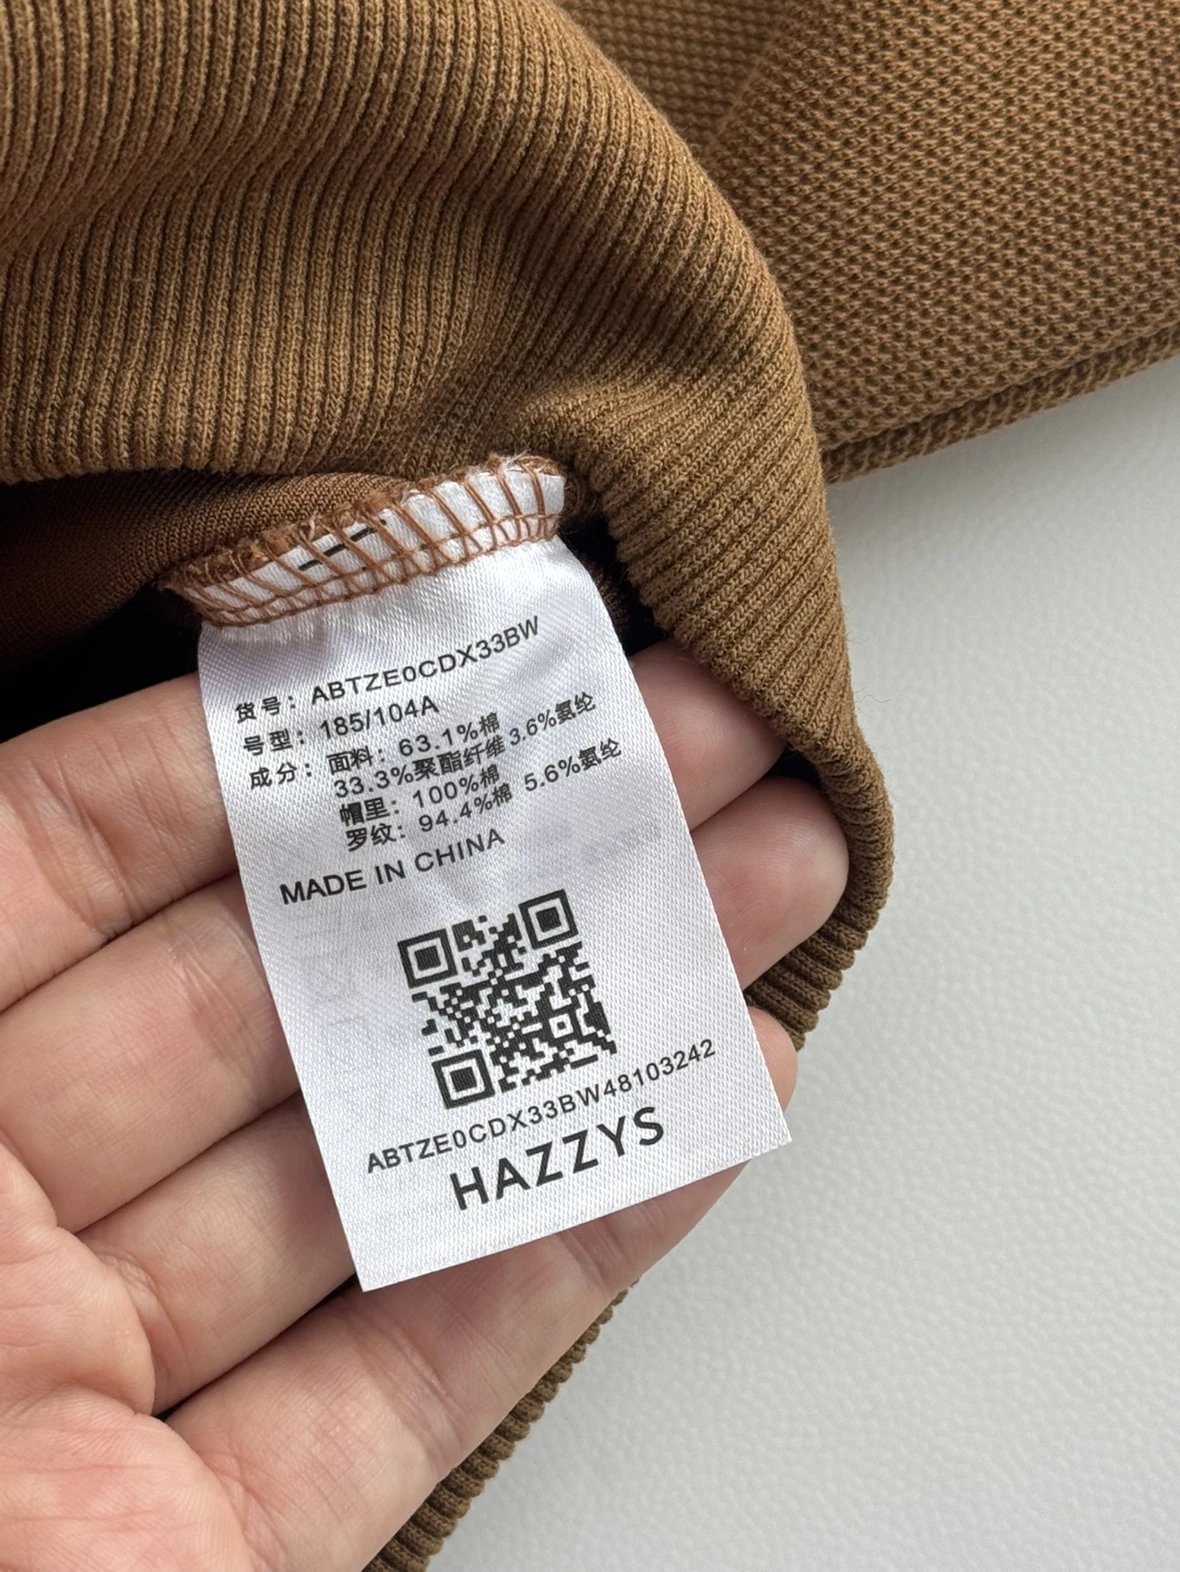 货号：ABTZE0CDX33BW
号型：185/104A
成分：面料：63.1%棉
33.3%聚酯纤维 3.6%氨纶
帽里：100%棉
罗纹：94.4%棉 5.6%氨纶
MADE IN CHINA
ABTZE0CDX33BW48103242
HAZZYS